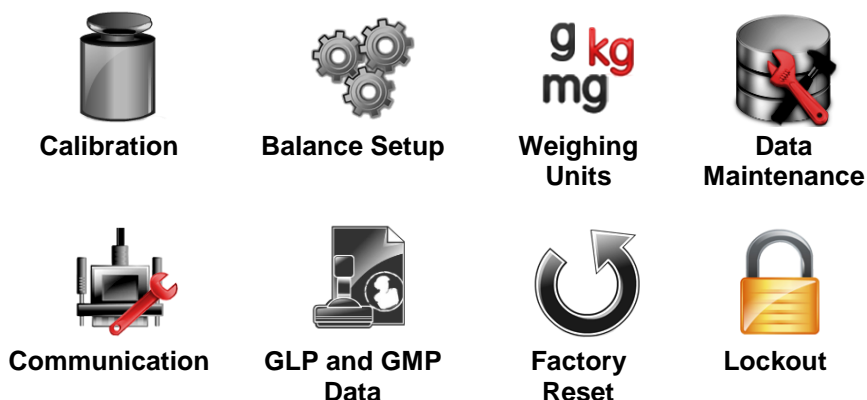 g kg
mg
Calibration
Balance Setup
Weighing
Units
Data
Maintenance
Communication
GLP and GMP
Data
Factory
Reset
Lockout